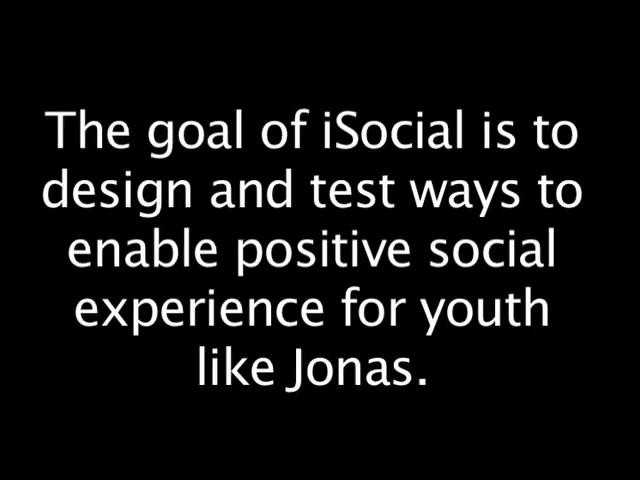 The goal of iSocial is to
design and test ways to
enable positive social
experience for youth
like Jonas.